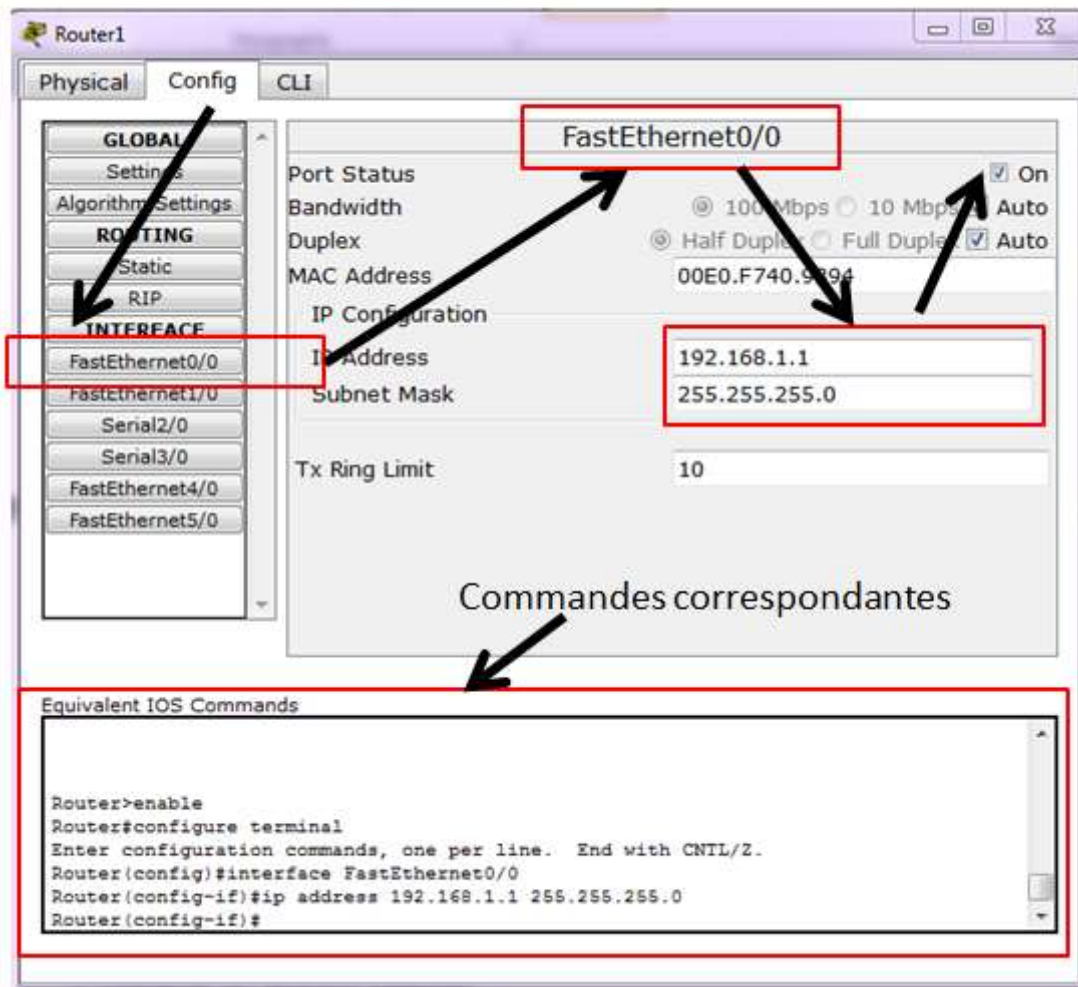 Router1
Physical Config CLI
GLOBAL
Settings
Algorithm Settings
ROUTING
Static
RIP
INTERFACE
FastEthernet0/0
FastEthernet1/0
Serial2/0
Serial3/0
FastEthernet4/0
FastEthernet5/0
FastEthernet0/0
Port Status On
Bandwidth 100 Mbps 10 Mbps Auto
Duplex Half Duplex Full Duplex Auto
MAC Address
IP Configuration
IP Address 192.168.1.1
Subnet Mask 255.255.255.0
Tx Ring Limit 10
Commandes correspondantes
Equivalent IOS Commands
Router>enable
Router#configure terminal
Enter configuration commands, one per line. End with CNTL/Z.
Router(config)#interface FastEthernet0/0
Router(config-if)#ip address 192.168.1.1 255.255.255.0
Router(config-if)#